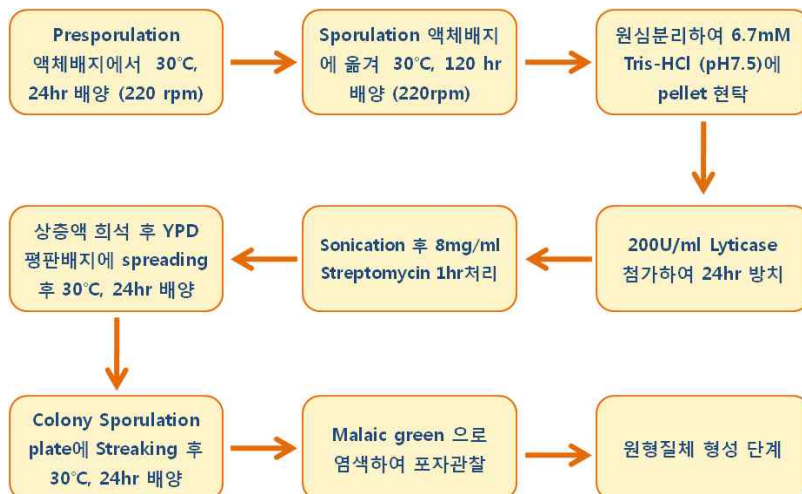 Presporulation
액체배지에서 30℃,
24hr 배양 (220 rpm)
Sporulation 액체배지
에 옮겨 30℃, 120 hr
배양 (220rpm)
원심분리하여 6.7mM
Tris-HCl (pH7.5)에
pellet 현탁
200U/ml Lyticase
첨가하여 24hr 방치
Sonication 후 8mg/ml
Streptomycin 1hr처리
상층액 희석 후 YPD
평판배지에 spreading
후 30℃, 24hr 배양
Colony Sporulation
plate에 Streaking 후
30℃, 24hr 배양
Malaic green 으로
염색하여 포자관찰
원형질체 형성 단계